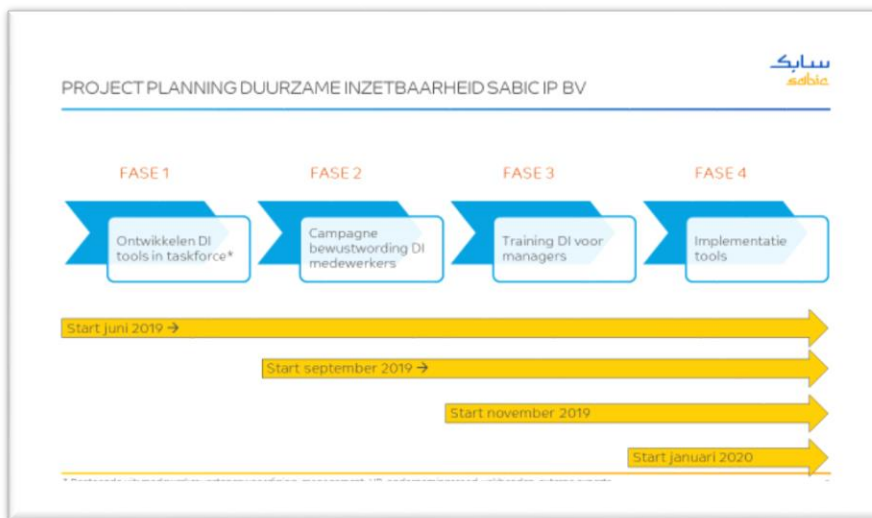 سابك
sabic
PROJECT PLANNING DUURZAME INZETBAARHEID SABIC IP BV
FASE 1
FASE 2
FASE 3
FASE 4
Ontwikkelen DI
tools in taskforce*
Campagne
bewustwording DI
medewerkers
Training DI voor
managers
Implementatie
tools
Start juni 2019 →
Start september 2019 →
Start november 2019
Start januari 2020